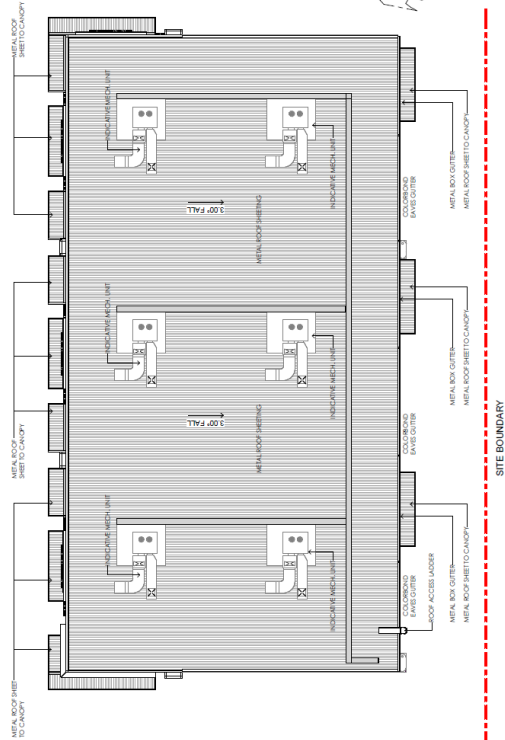 METAL ROOF SHEET
TO CANOPY
METAL ROOF
SHEET TO CANOPY
METAL ROOF
SHEET TO CANOPY
INDICATIVE MECH. UNIT
INDICATIVE MECH. UNIT
INDICATIVE MECH. UNIT
3.00° FALL
3.00° FALL
METAL ROOF SHEETING
METAL ROOF SHEETING
INDICATIVE MECH. UNIT
INDICATIVE MECH. UNIT
INDICATIVE MECH. UNIT
COLORBOND
EAVES GUTTER
COLORBOND
EAVES GUTTER
COLORBOND
EAVES GUTTER
ROOF ACCESS LADDER
METAL BOX GUTTER
METAL BOX GUTTER
METAL BOX GUTTER
METAL ROOF SHEET TO CANOPY
METAL ROOF SHEET TO CANOPY
METAL ROOF SHEET TO CANOPY
SITE BOUNDARY